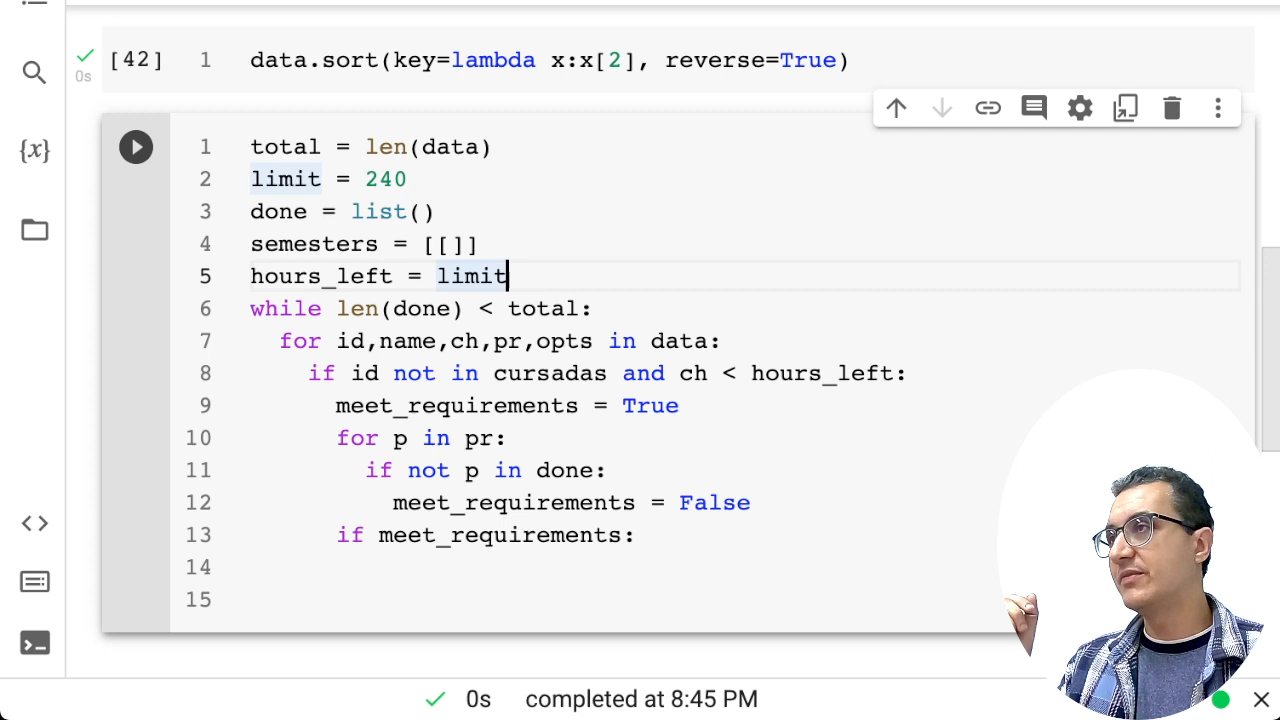 0s
[42]
1 data.sort(key=lambda x:x[2], reverse=True)
{x}
1 total = len(data)
2 limit = 240
3 done = list()
4 semesters = [[]]
5 hours_left = limit
6 while len(done) < total:
7 for id,name,ch,pr,opts in data:
8 if id not in cursadas and ch < hours_left:
9 meet_requirements = True
10 for p in pr:
11 if not p in done:
12 meet_requirements = False
13 if meet_requirements:
14
15
0s completed at 8:45 PM